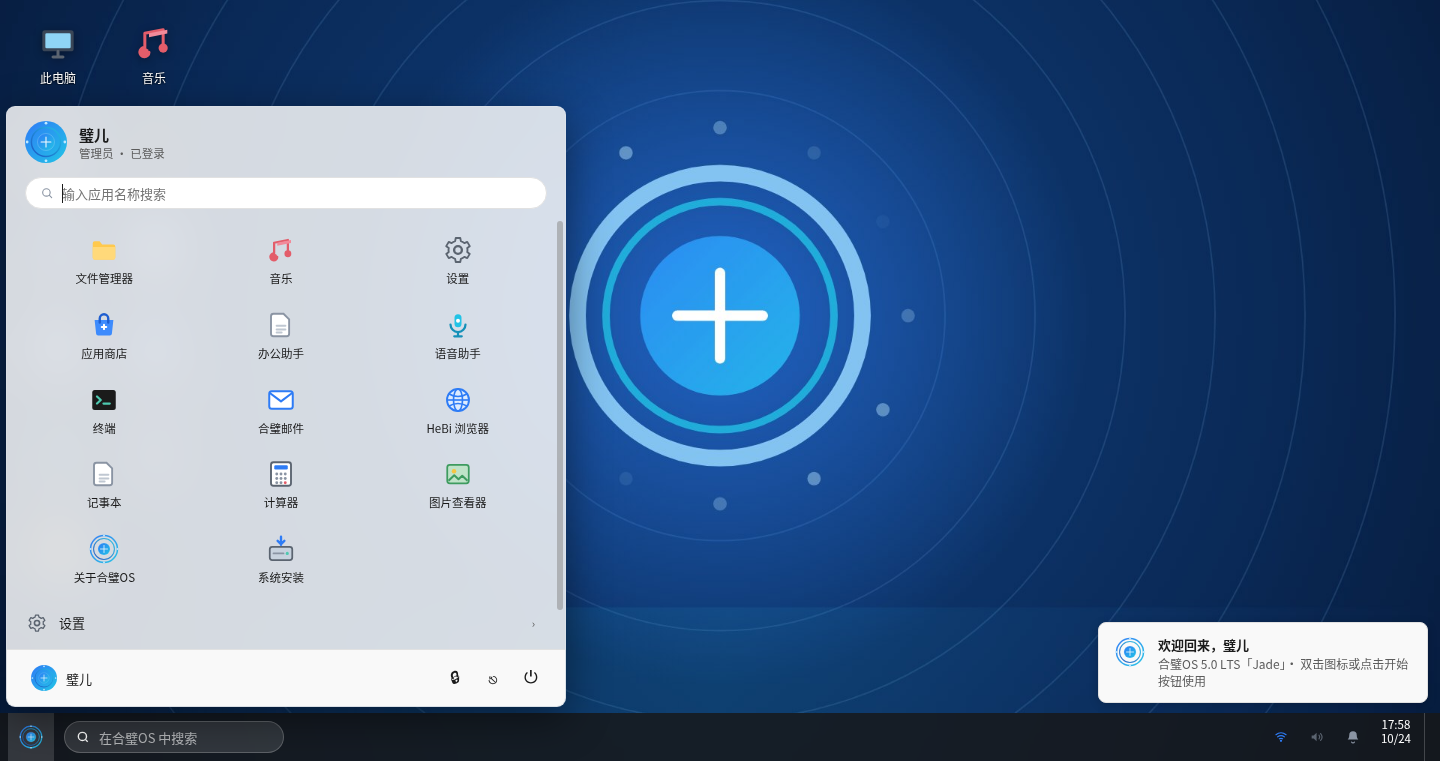 此电脑
音乐
璧儿
管理员 • 已登录
输入应用名称搜索
文件管理器
音乐
设置
应用商店
办公助手
语音助手
终端
合璧邮件
HeBi 浏览器
记事本
计算器
图片查看器
关于合璧OS
系统安装
设置
璧儿
欢迎回来，璧儿
合璧OS 5.0 LTS「Jade」• 双击图标或点击开始
按钮使用
在合璧OS 中搜索
17:58
10/24